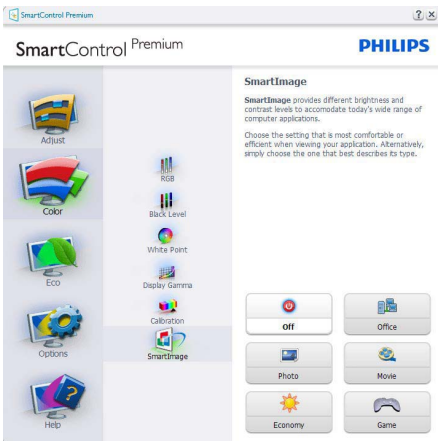 SmartControl Premium
? x
SmartControl Premium
PHILIPS
Adjust
Color
Eco
Options
Help
RGB
Black Level
White Point
Display Gamma
Calibration
SmartImage
SmartImage
SmartImage provides different brightness and
contrast levels to accomodate today's wide range of
computer applications.
Choose the setting that is most comfortable or
efficient when viewing your application. Alternatively,
simply choose the one that best describes its type.
Off
Office
Photo
Movie
Economy
Game